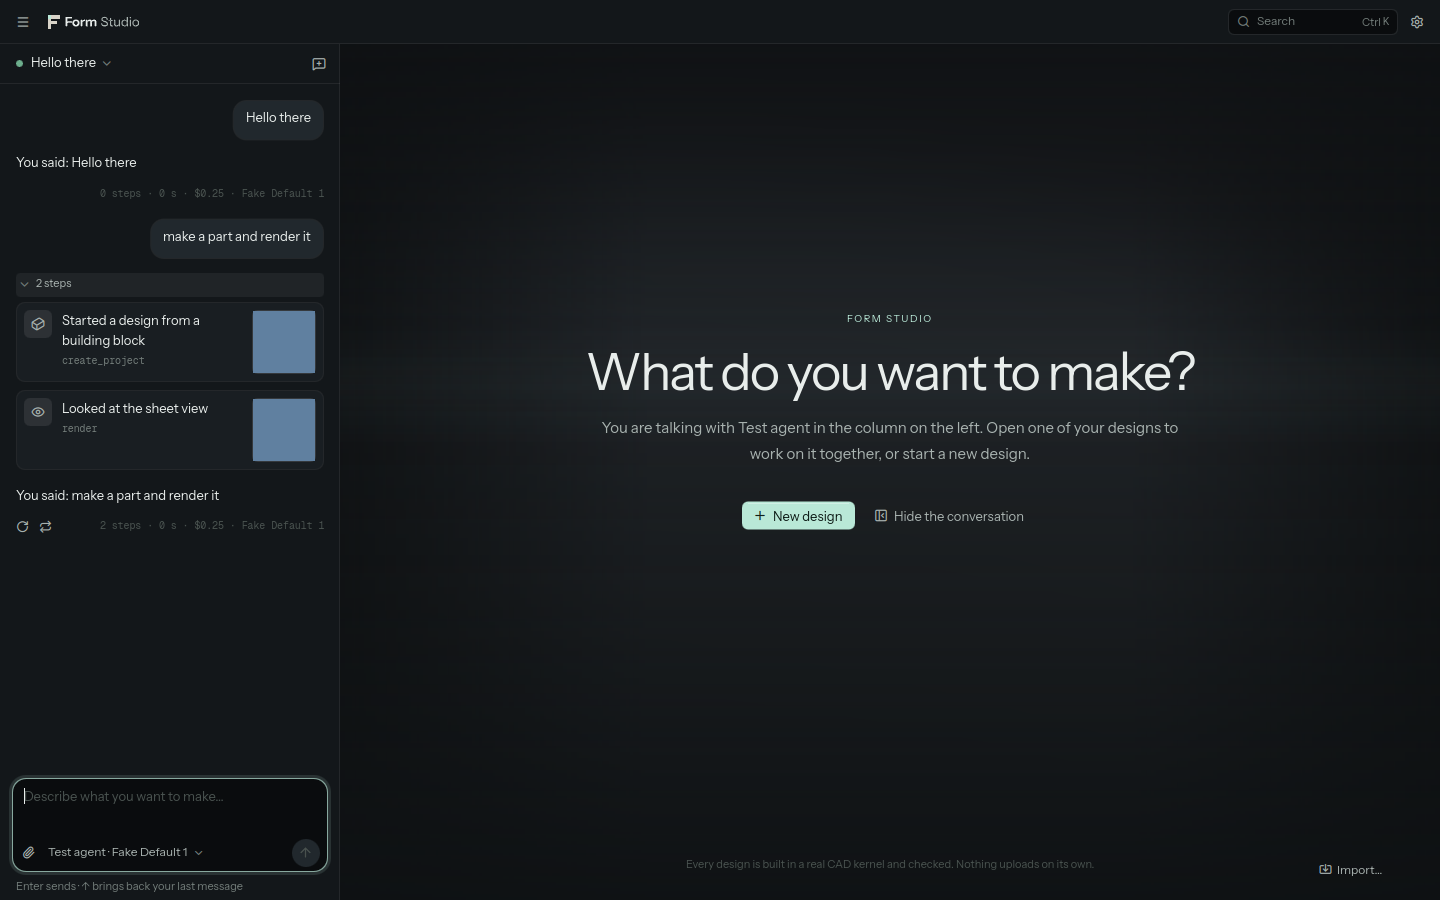 Form Studio
Search
Ctrl K
Hello there
Hello there
You said: Hello there
0 steps · 0 s · $0.25 · Fake Default 1
make a part and render it
2 steps
Started a design from a
building block
create_project
Looked at the sheet view
render
You said: make a part and render it
2 steps · 0 s · $0.25 · Fake Default 1
Describe what you want to make...
Test agent · Fake Default 1
Enter sends · ↑ brings back your last message
FORM STUDIO
What do you want to make?
You are talking with Test agent in the column on the left. Open one of your designs to
work on it together, or start a new design.
New design
Hide the conversation
Every design is built in a real CAD kernel and checked. Nothing uploads on its own.
Import...